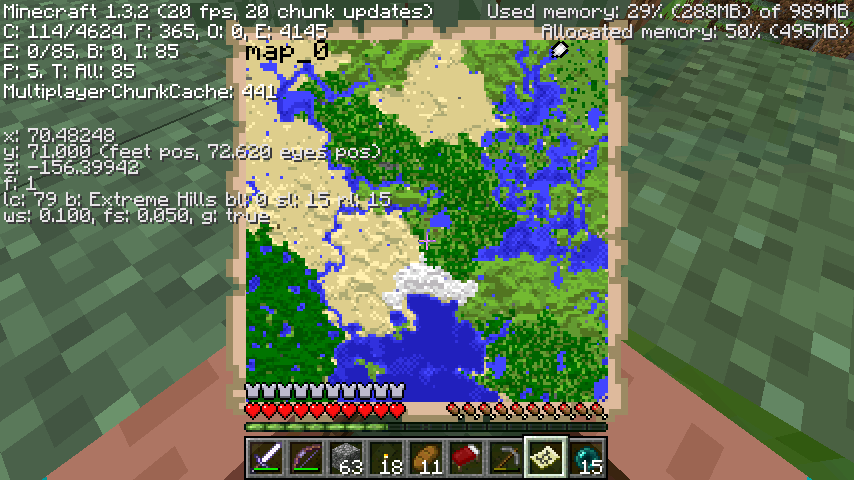 Minecraft 1.3.2 (20 fps, 20 chunk updates)
Used memory: 29% (288MB) of 989MB
C: 114/4624, F: 365, O: 0, E: 4145
Allocated memory: 50% (495MB)
E: 0/85, B: 0, I: 85
map_0
P: 5, T: All: 85
MultiplayerChunkCache: 441
x: 70.48248
y: 71.000 (feet pos, 72.620 eyes pos)
z: -156.39942
f: 1
lc: 79 b: Extreme Hills bl: 0 sl: 15 rl: 15
ws: 0.100, fs: 0.050, g: true
63 18 11 15